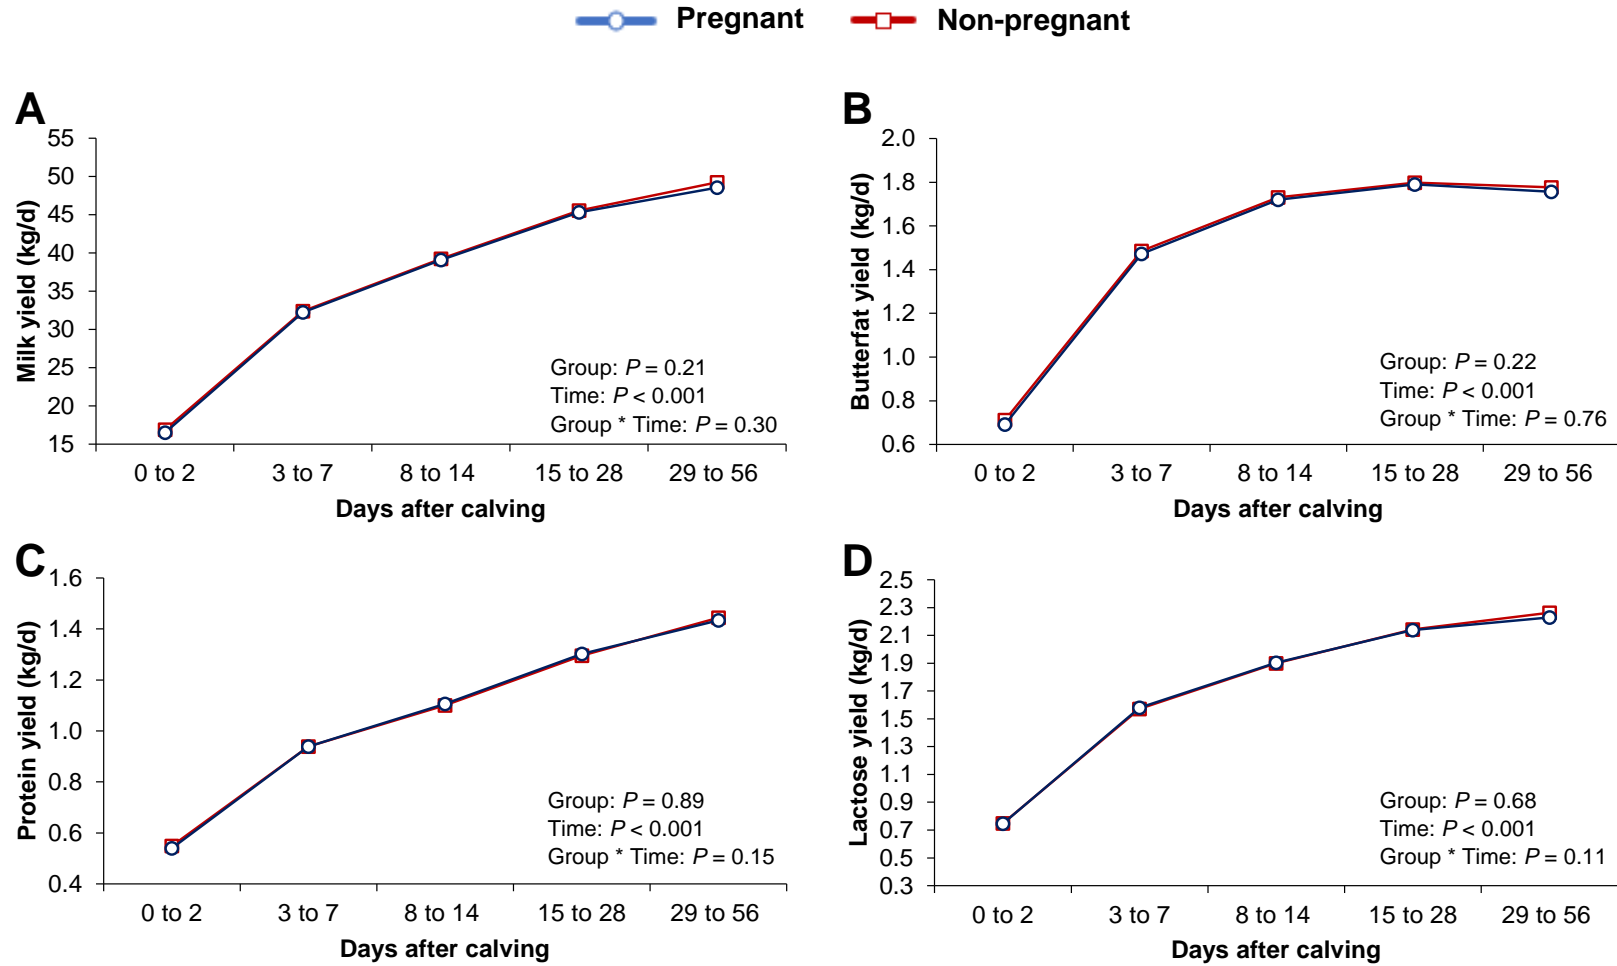 Pregnant Non-pregnant
A
55
50
45
40
35
30
25
20
15
Milk yield (kg/d)
Group: P = 0.21
Time: P < 0.001
Group * Time: P = 0.30
0 to 2 3 to 7 8 to 14 15 to 28 29 to 56
Days after calving
B
2.0
1.8
1.6
1.4
1.2
1.0
0.8
0.6
Butterfat yield (kg/d)
Group: P = 0.22
Time: P < 0.001
Group * Time: P = 0.76
0 to 2 3 to 7 8 to 14 15 to 28 29 to 56
Days after calving
C
1.6
1.4
1.2
1.0
0.8
0.6
0.4
Protein yield (kg/d)
Group: P = 0.89
Time: P < 0.001
Group * Time: P = 0.15
0 to 2 3 to 7 8 to 14 15 to 28 29 to 56
Days after calving
D
2.5
2.3
2.1
1.9
1.7
1.5
1.3
1.1
0.9
0.7
0.5
0.3
Lactose yield (kg/d)
Group: P = 0.68
Time: P < 0.001
Group * Time: P = 0.11
0 to 2 3 to 7 8 to 14 15 to 28 29 to 56
Days after calving